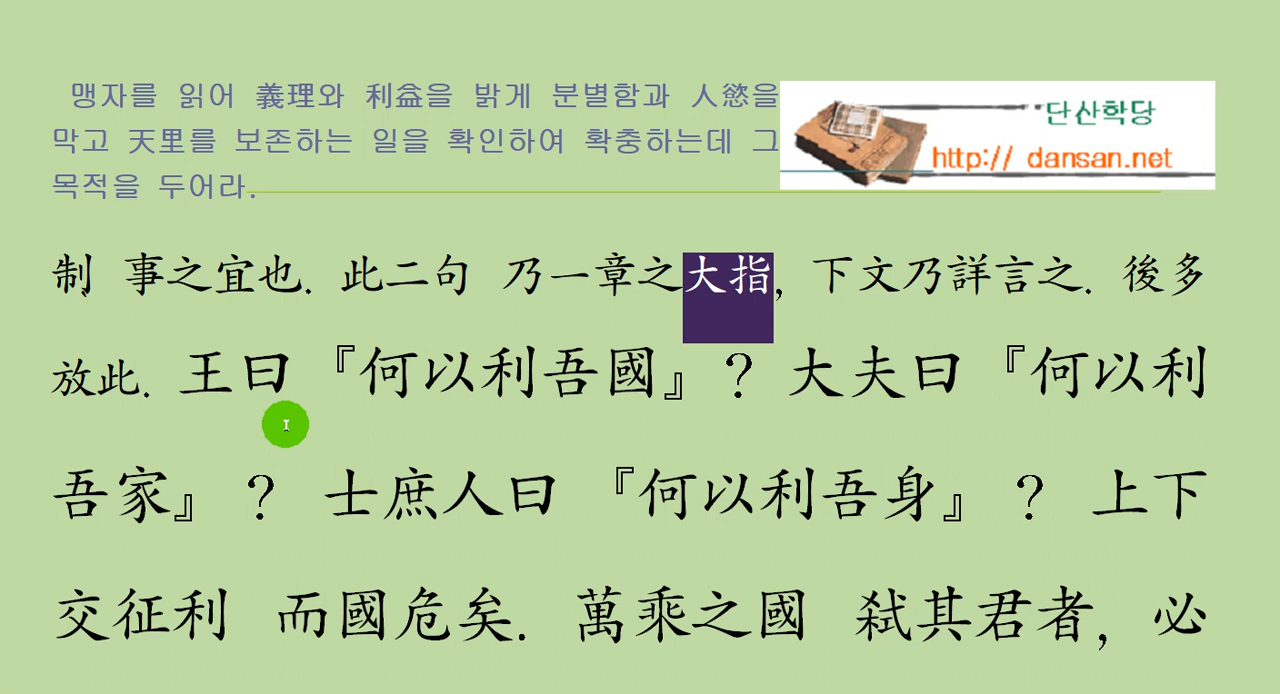 맹자를 읽어 義理와 利益을 밝게 분별함과 人慾을
막고 天里를 보존하는 일을 확인하여 확충하는데 그
목적을 두어라.
단산학당
http:// dansan.net
制 事之宜也. 此二句 乃一章之大指, 下文乃詳言之. 後多
放此. 王曰 『何以利吾國』? 大夫曰 『何以利
吾家』? 士庶人曰 『何以利吾身』? 上下
交征利 而國危矣. 萬乘之國 弑其君者, 必